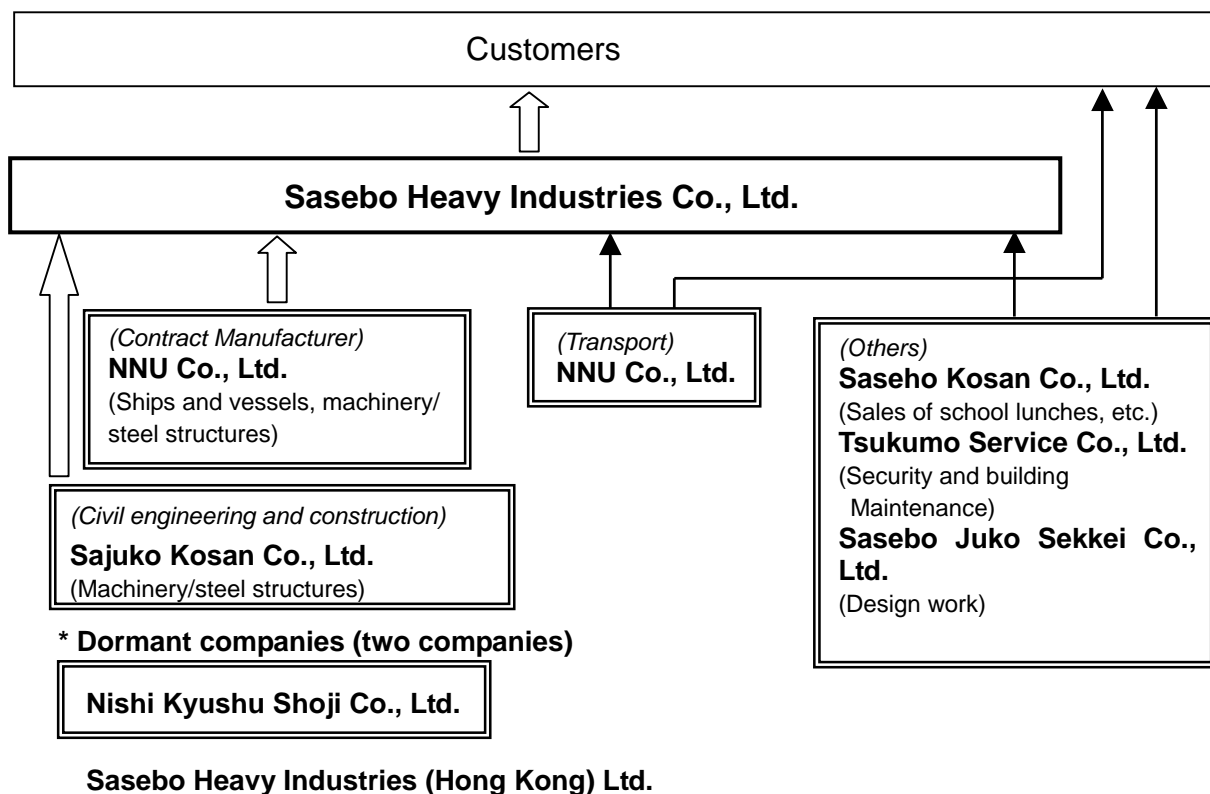 Customers
Sasebo Heavy Industries Co., Ltd.
(Contract Manufacturer)
NNU Co., Ltd.
(Ships and vessels, machinery/
steel structures)
(Transport)
NNU Co., Ltd.
(Others)
Saseho Kosan Co., Ltd.
(Sales of school lunches, etc.)
Tsukumo Service Co., Ltd.
(Security and building
Maintenance)
Sasebo Juko Sekkei Co.,
Ltd.
(Design work)
(Civil engineering and construction)
Sajuko Kosan Co., Ltd.
(Machinery/steel structures)
* Dormant companies (two companies)
Nishi Kyushu Shoji Co., Ltd.
Sasebo Heavy Industries (Hong Kong) Ltd.